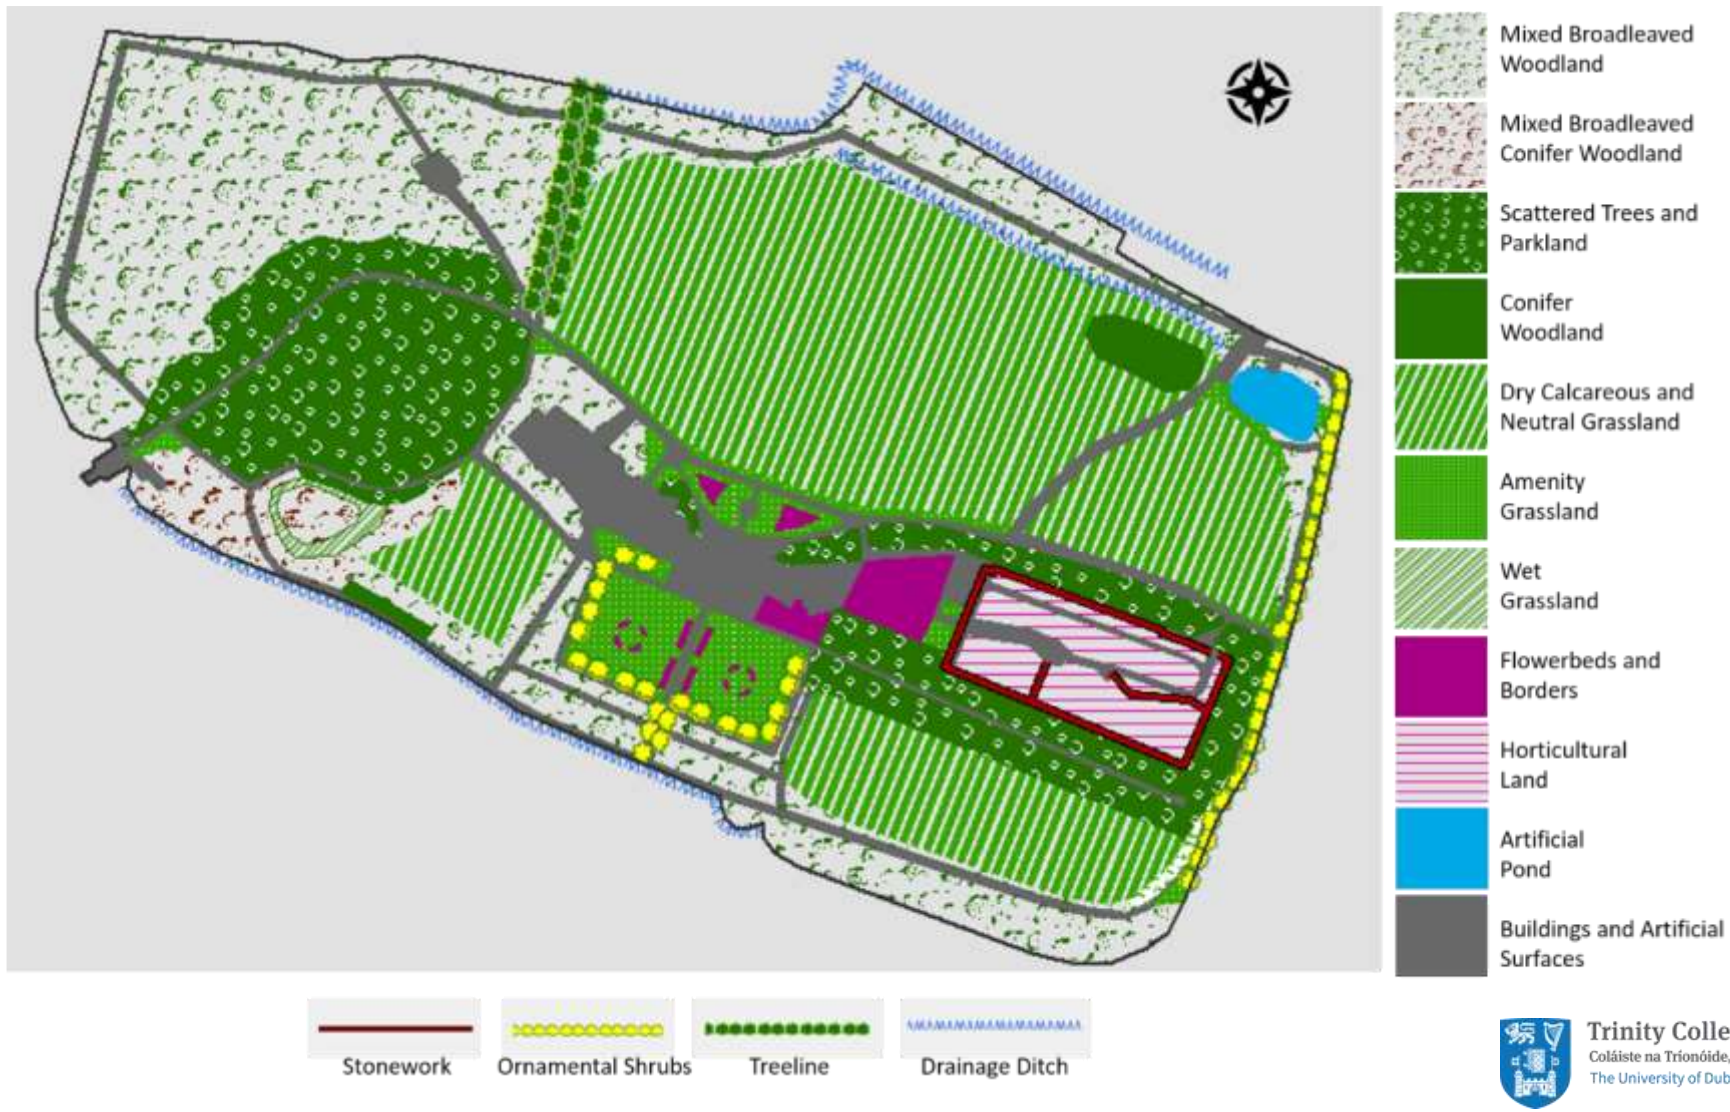 Mixed Broadleaved
Woodland
Mixed Broadleaved
Conifer Woodland
Scattered Trees and
Parkland
Conifer
Woodland
Dry Calcareous and
Neutral Grassland
Amenity
Grassland
Wet
Grassland
Flowerbeds and
Borders
Horticultural
Land
Artificial
Pond
Buildings and Artificial
Surfaces
Stonework
Ornamental Shrubs
Treeline
Drainage Ditch
Trinity Colle
Coláiste na Tríonóide,
The University of Dub